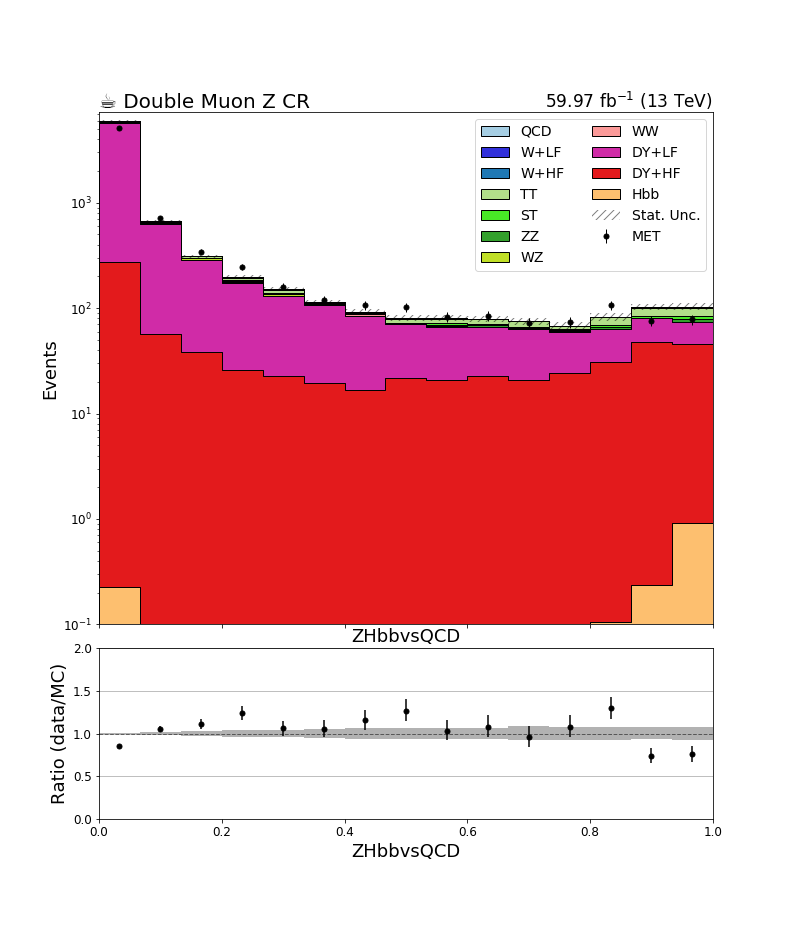 ☕ Double Muon Z CR
59.97 fb⁻¹ (13 TeV)
QCD
W+LF
W+HF
TT
ST
ZZ
WZ
WW
DY+LF
DY+HF
Hbb
Stat. Unc.
MET
Events
10³
10²
10¹
10⁰
10⁻¹
ZHbbvsQCD
Ratio (data/MC)
2.0
1.5
1.0
0.5
0.0
0.0 0.2 0.4 0.6 0.8 1.0
ZHbbvsQCD